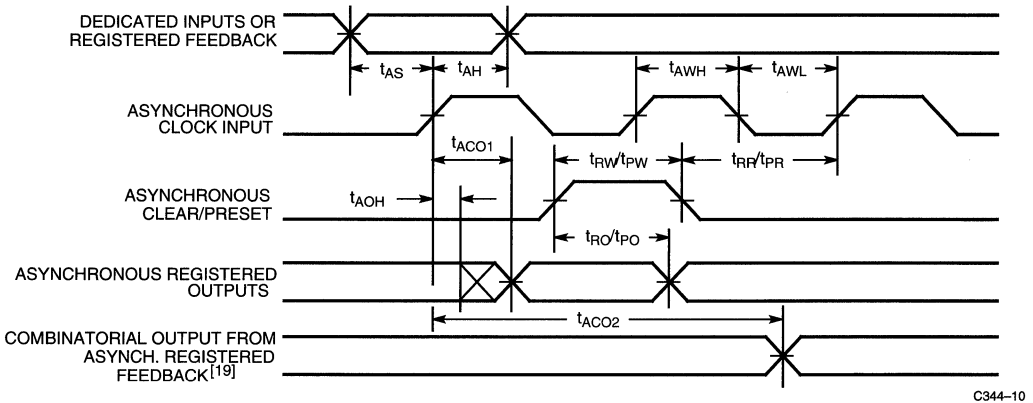 DEDICATED INPUTS OR
REGISTERED FEEDBACK
tAS
tAH
tAWH
tAWL
ASYNCHRONOUS
CLOCK INPUT
tACO1
tRW/tPW
tRR/tPR
ASYNCHRONOUS
CLEAR/PRESET
tAOH
tRO/tPO
ASYNCHRONOUS REGISTERED
OUTPUTS
tACO2
COMBINATORIAL OUTPUT FROM
ASYNCH. REGISTERED
FEEDBACK[19]
C344–10